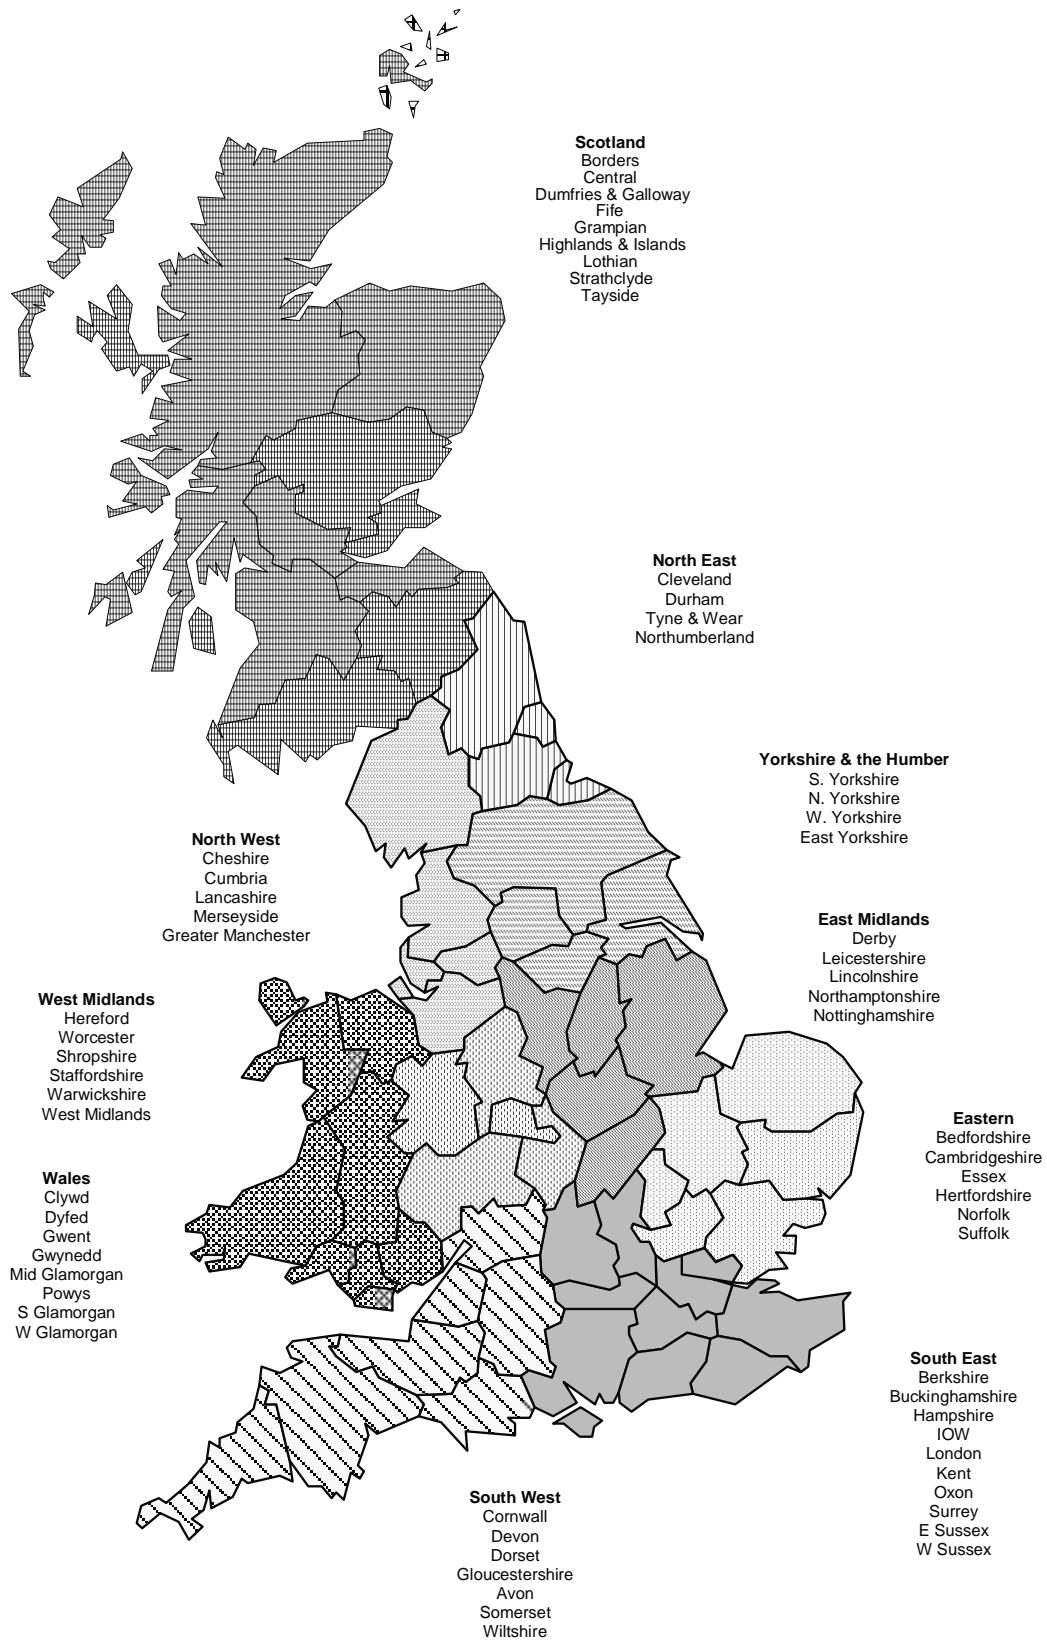 Scotland
Borders
Central
Dumfries & Galloway
Fife
Grampian
Highlands & Islands
Lothian
Strathclyde
Tayside
North East
Cleveland
Durham
Tyne & Wear
Northumberland
Yorkshire & the Humber
S. Yorkshire
N. Yorkshire
W. Yorkshire
East Yorkshire
North West
Cheshire
Cumbria
Lancashire
Merseyside
Greater Manchester
East Midlands
Derby
Leicestershire
Lincolnshire
Northamptonshire
Nottinghamshire
West Midlands
Hereford
Worcester
Shropshire
Staffordshire
Warwickshire
West Midlands
Eastern
Bedfordshire
Cambridgeshire
Essex
Hertfordshire
Norfolk
Suffolk
Wales
Clywd
Dyfed
Gwent
Gwynedd
Mid Glamorgan
Powys
S Glamorgan
W Glamorgan
South East
Berkshire
Buckinghamshire
Hampshire
IOW
London
Kent
Oxon
Surrey
E Sussex
W Sussex
South West
Cornwall
Devon
Dorset
Gloucestershire
Avon
Somerset
Wiltshire